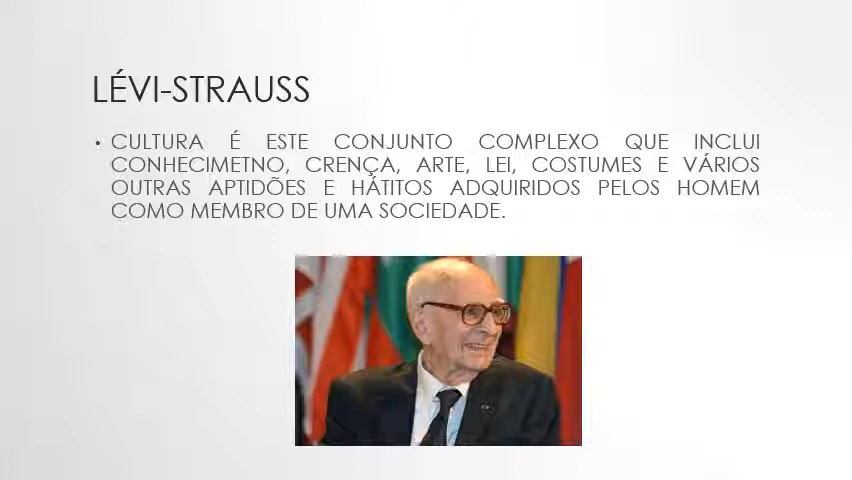 LÉVI-STRAUSS
• CULTURA É ESTE CONJUNTO COMPLEXO QUE INCLUI
CONHECIMETNO, CRENÇA, ARTE, LEI, COSTUMES E VÁRIOS
OUTRAS APTIDÕES E HÁTITOS ADQUIRIDOS PELOS HOMEM
COMO MEMBRO DE UMA SOCIEDADE.